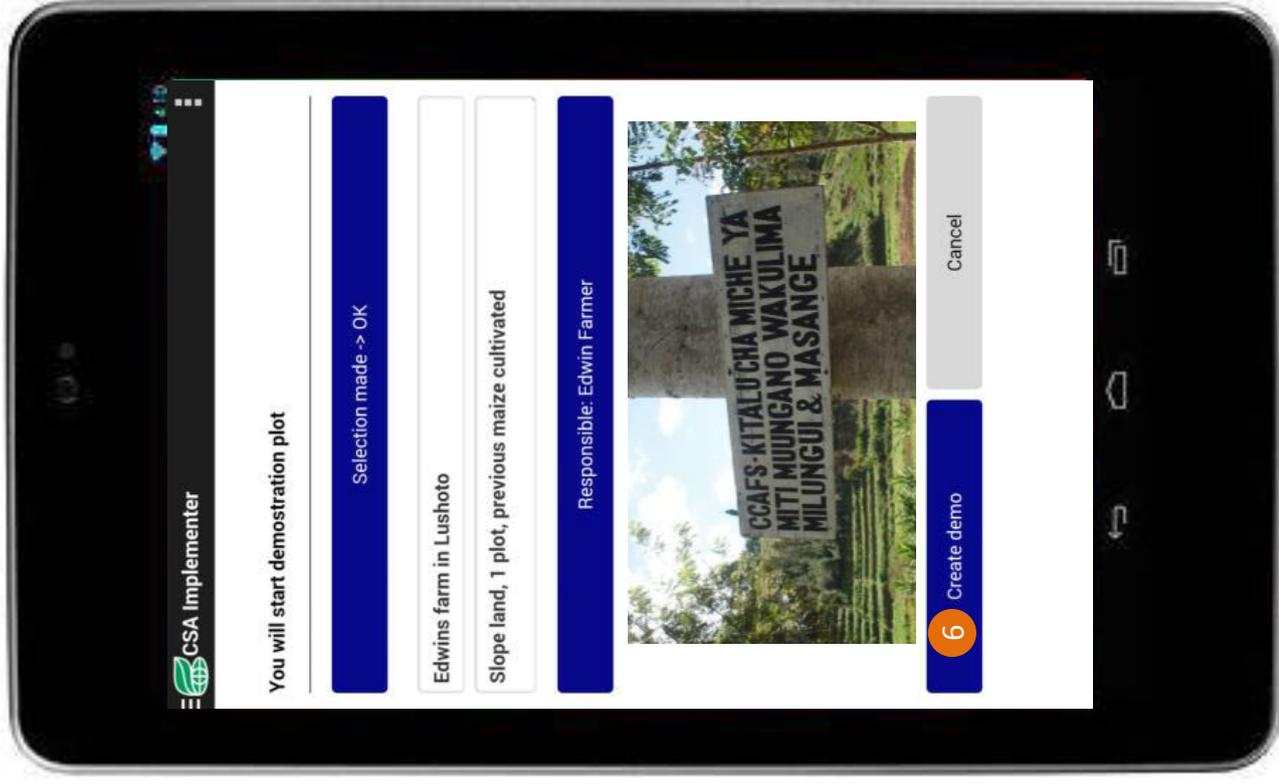 4:19
CSA Implementer
You will start demostration plot
Selection made -> OK
Edwins farm in Lushoto
Slope land, 1 plot, previous maize cultivated
Responsible: Edwin Farmer
CCAFS-KITALU CHA MICHE YA
MITI MUUNGANO WAKULIMA
MILUNGUI & MASANGE
6 Create demo
Cancel